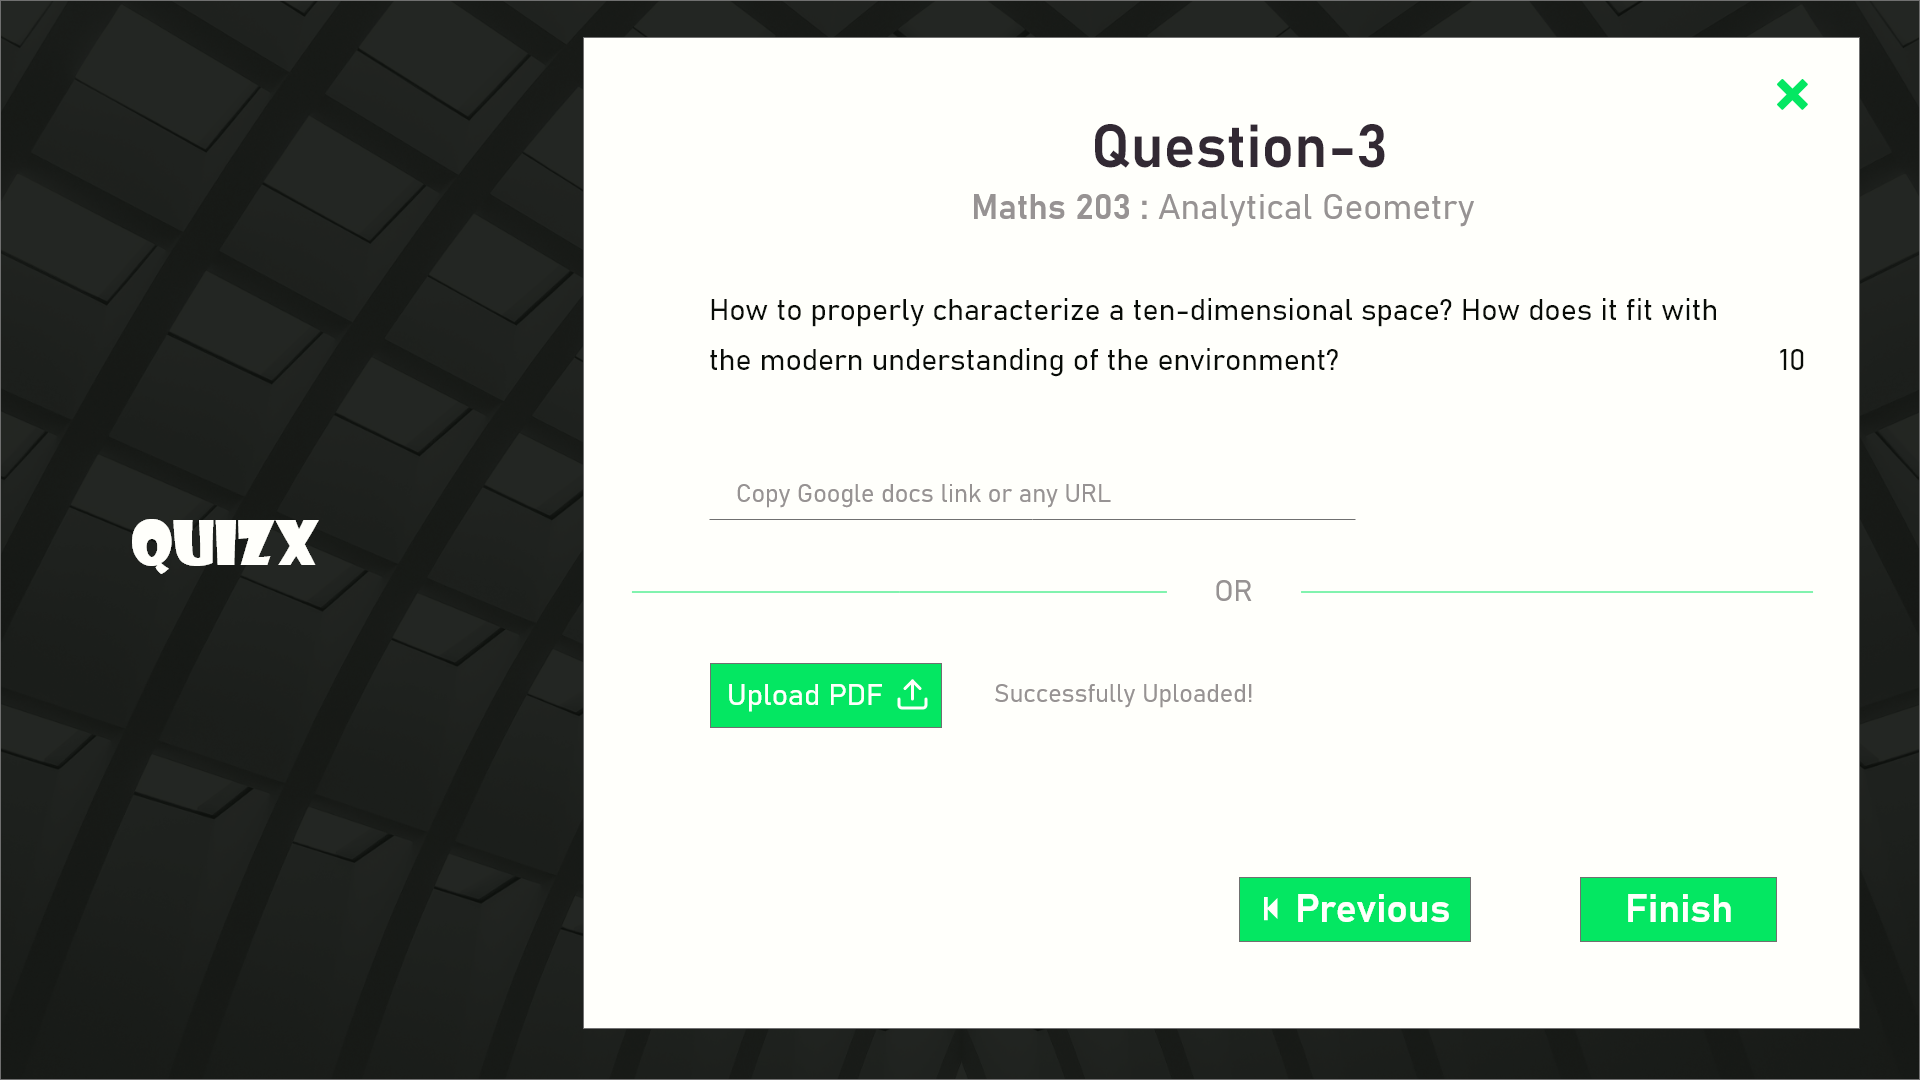 QUIZX
Question-3
Maths 203 : Analytical Geometry
How to properly characterize a ten-dimensional space? How does it fit with
the modern understanding of the environment?
10
Copy Google docs link or any URL
OR
Upload PDF
Successfully Uploaded!
Previous
Finish